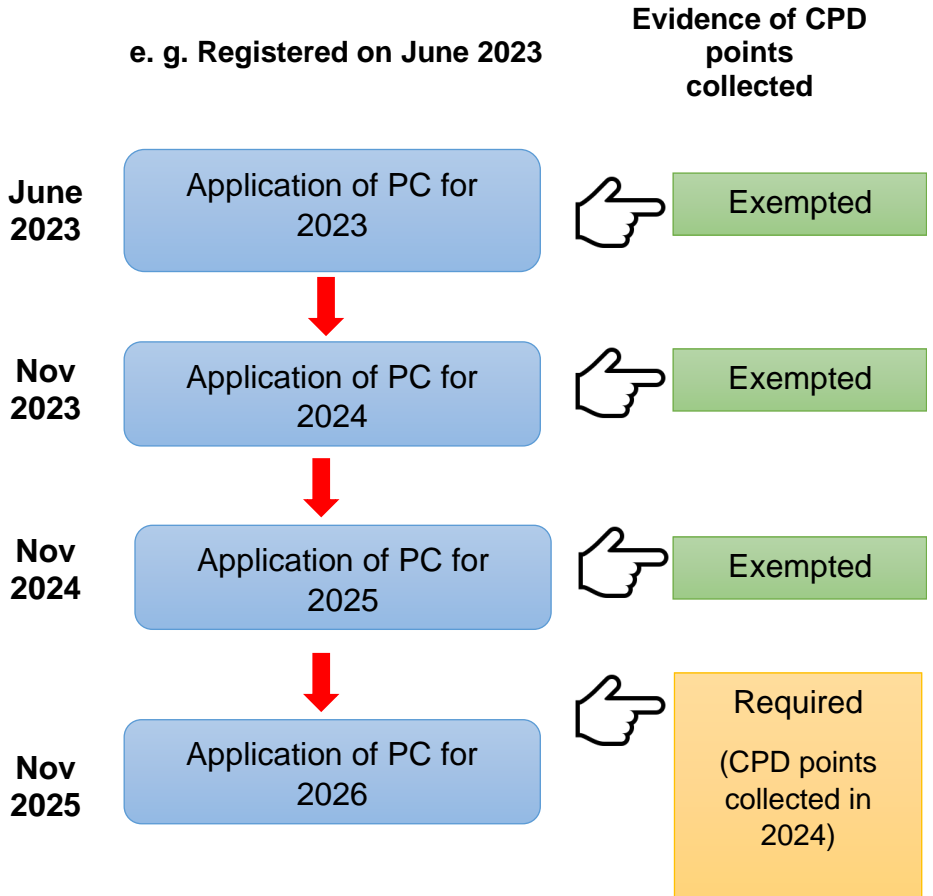 e. g. Registered on June 2023
Evidence of CPD
points
collected
June
2023
Application of PC for
2023
Exempted
Nov
2023
Application of PC for
2024
Exempted
Nov
2024
Application of PC for
2025
Exempted
Nov
2025
Application of PC for
2026
Required
(CPD points
collected in
2024)